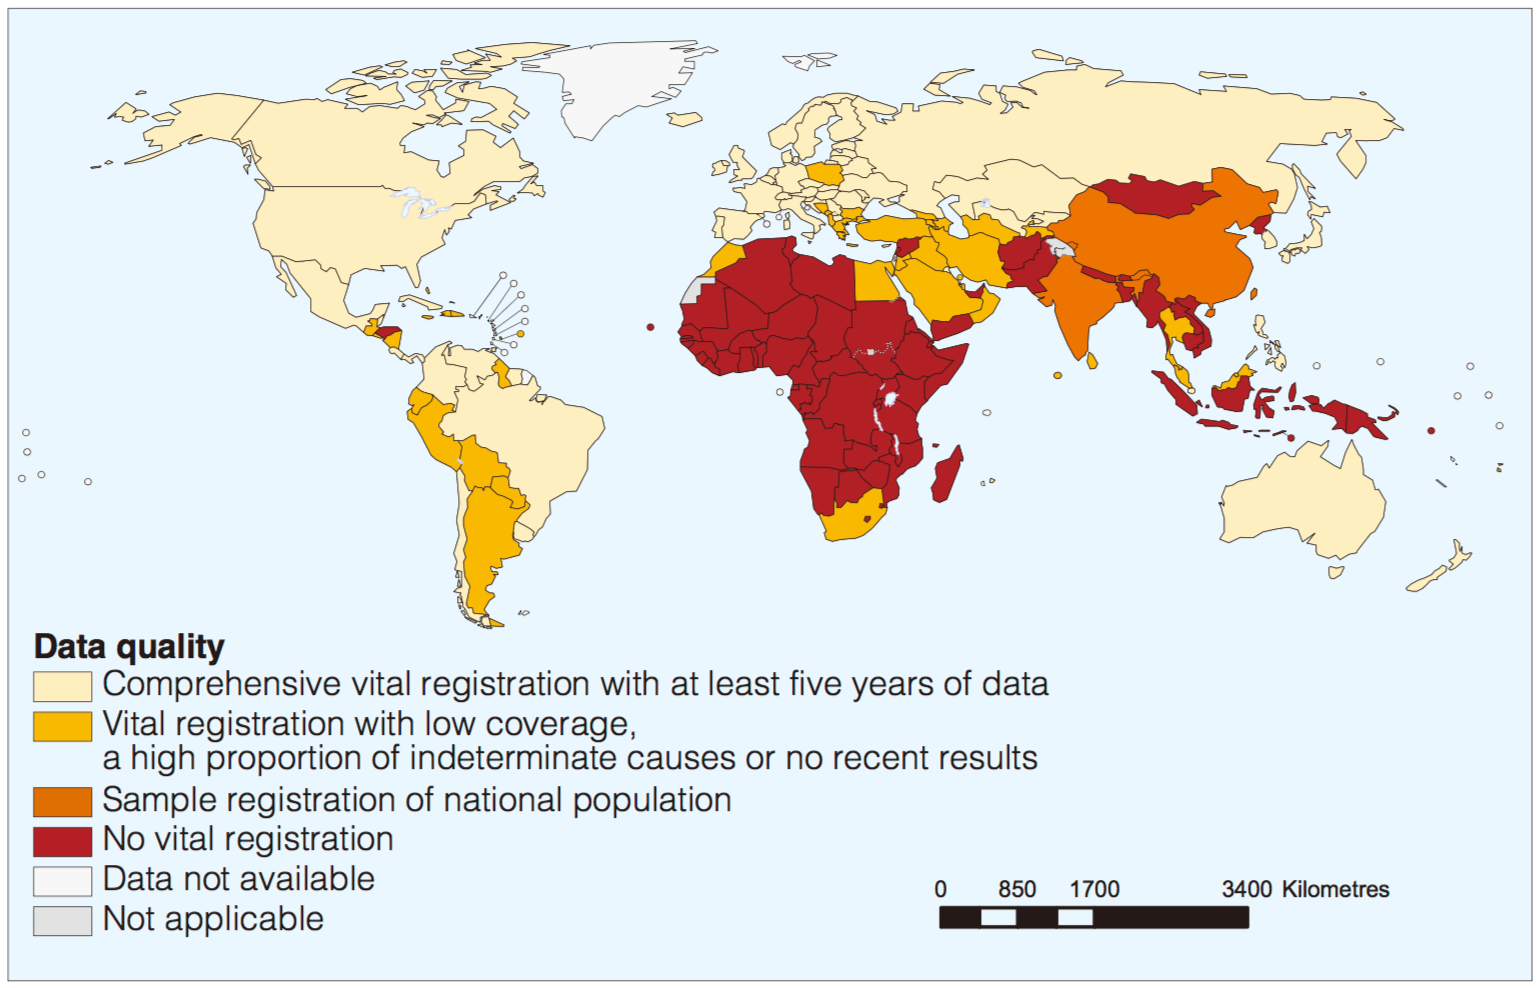 Data quality
Comprehensive vital registration with at least five years of data
Vital registration with low coverage,
a high proportion of indeterminate causes or no recent results
Sample registration of national population
No vital registration
Data not available
Not applicable
0 850 1700 3400 Kilometres